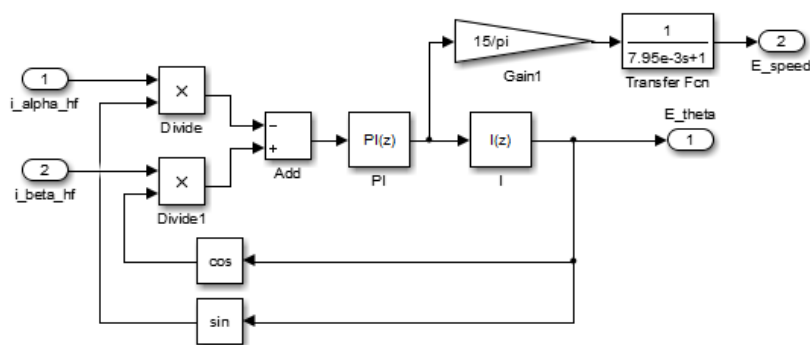 15/pi
Gain1
1
7.95e-3s+1
Transfer Fcn
2
E_speed
1
i_alpha_hf
×
Divide
2
i_beta_hf
×
Divide1
−
+
Add
PI(z)
PI
I(z)
I
E_theta
1
cos
sin